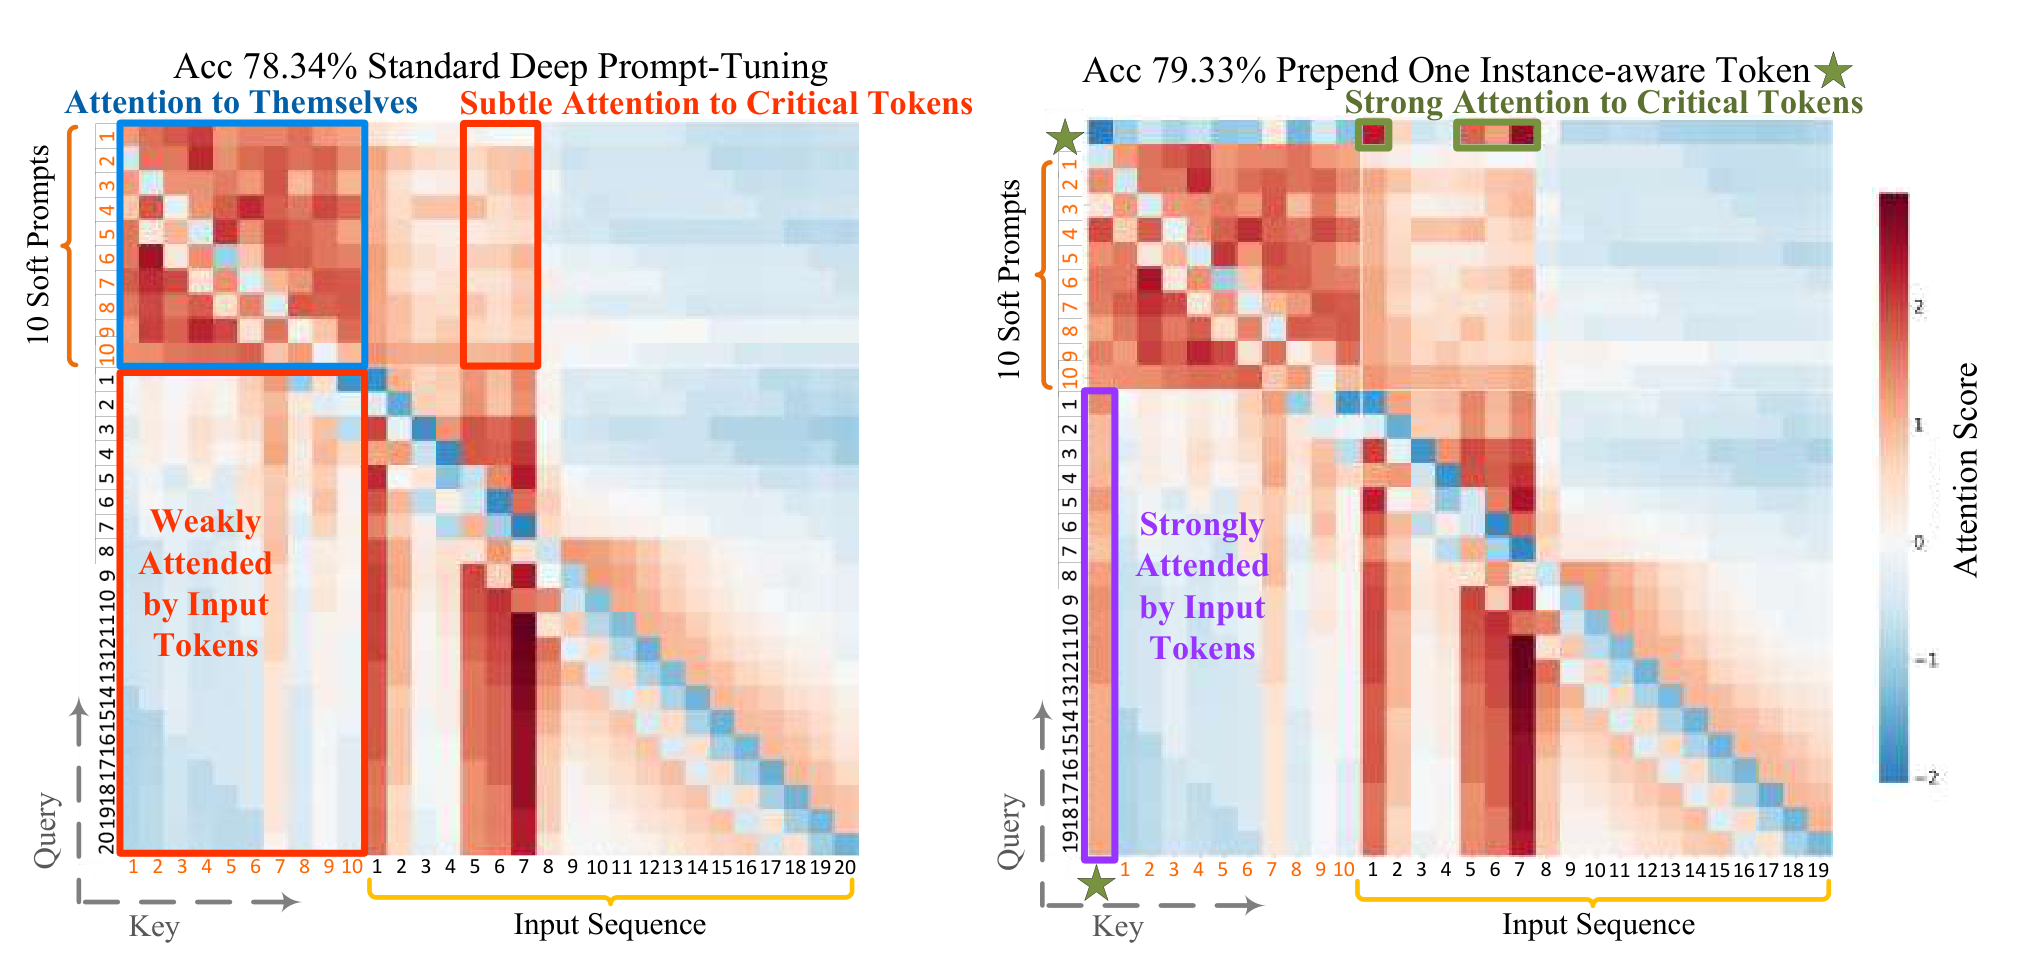 Acc 78.34% Standard Deep Prompt-Tuning
Attention to Themselves
Subtle Attention to Critical Tokens
10 Soft Prompts
1
2
3
4
5
6
7
8
9
10
1
2
3
4
5
6
7
8
9
10
11
12
13
14
15
16
17
18
19
20
Weakly
Attended
by Input
Tokens
Query
1 2 3 4 5 6 7 8 9 10 1 2 3 4 5 6 7 8 9 10 11 12 13 14 15 16 17 18 19 20
Key
Input Sequence
Acc 79.33% Prepend One Instance-aware Token
Strong Attention to Critical Tokens
10 Soft Prompts
1
2
3
4
5
6
7
8
9
10
1
2
3
4
5
6
7
8
9
10
11
12
13
14
15
16
17
18
19
Strongly
Attended
by Input
Tokens
Query
1 2 3 4 5 6 7 8 9 10 1 2 3 4 5 6 7 8 9 10 11 12 13 14 15 16 17 18 19
Key
Input Sequence
2
1
0
-1
-2
Attention Score